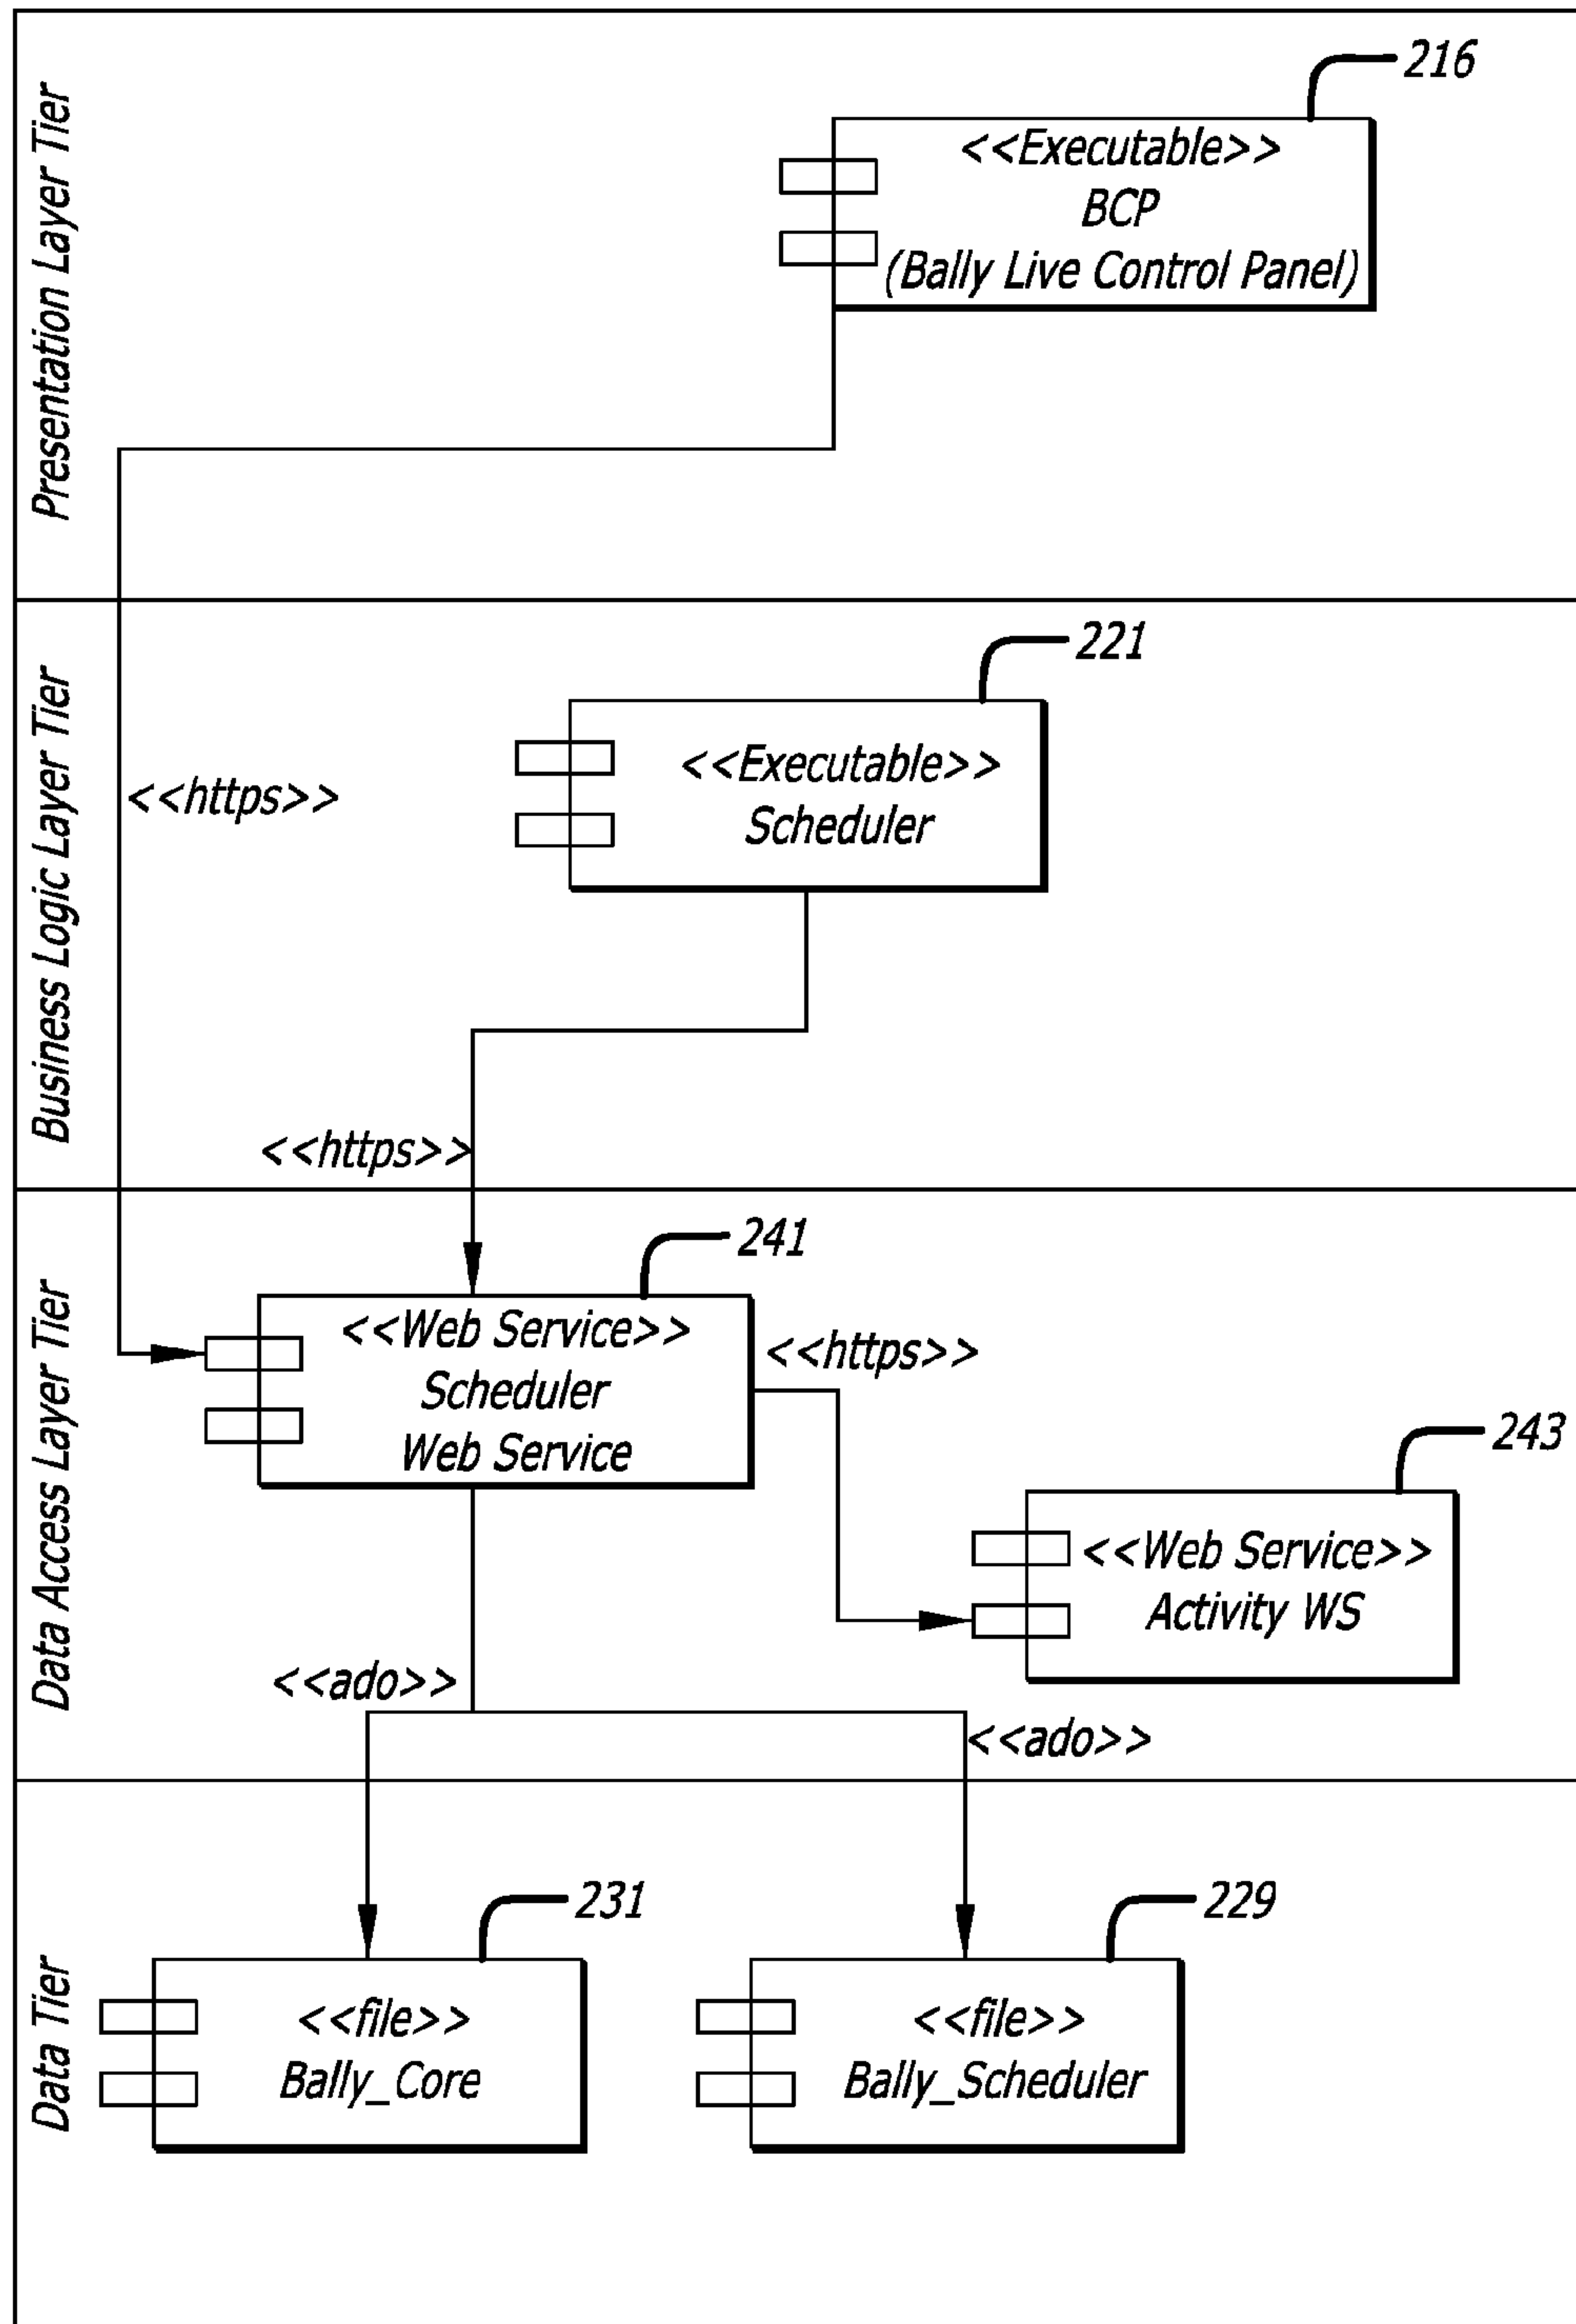 Presentation Layer Tier
216
<<Executable>>
BCP
(Bally Live Control Panel)
Business Logic Layer Tier
221
<<Executable>>
Scheduler
<<https>>
<<https>>
Data Access Layer Tier
241
<<Web Service>>
Scheduler
Web Service
<<https>>
243
<<Web Service>>
Activity WS
<<ado>>
<<ado>>
Data Tier
231
<<file>>
Bally_Core
229
<<file>>
Bally_Scheduler